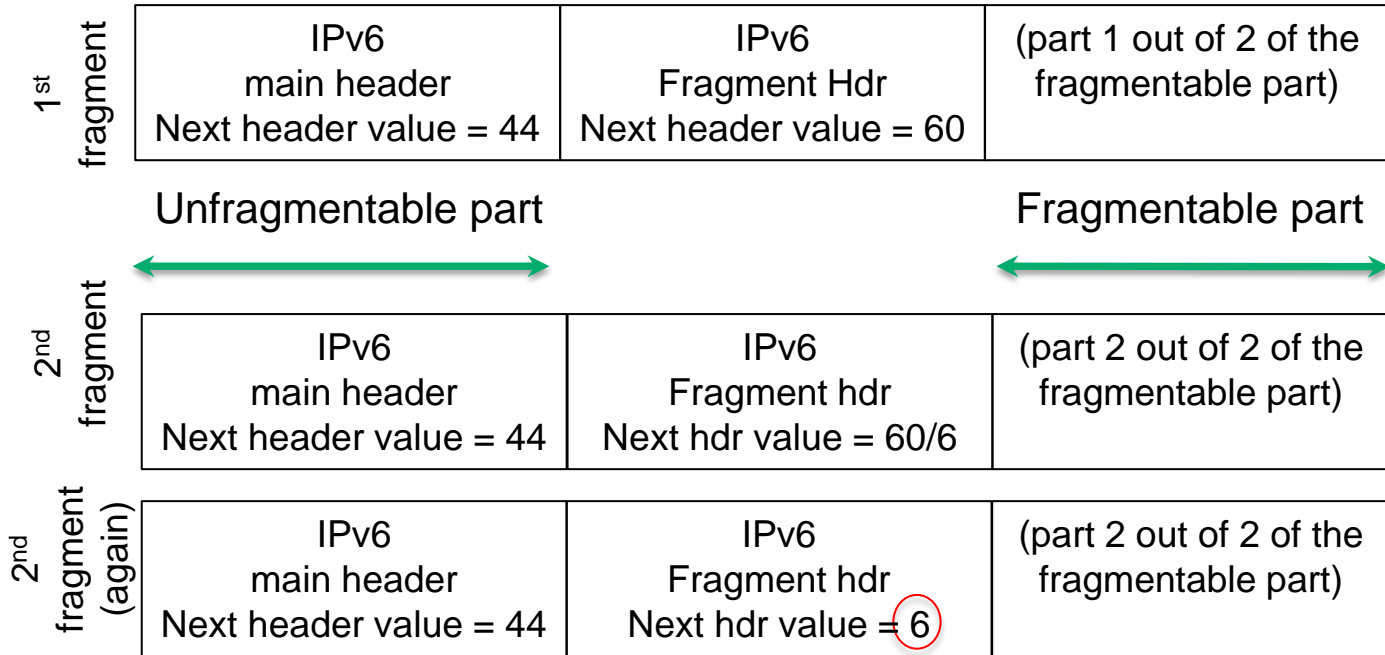 1st
fragment
IPv6
main header
Next header value = 44
IPv6
Fragment Hdr
Next header value = 60
(part 1 out of 2 of the
fragmentable part)
Unfragmentable part
Fragmentable part
2nd
fragment
IPv6
main header
Next header value = 44
IPv6
Fragment hdr
Next hdr value = 60/6
(part 2 out of 2 of the
fragmentable part)
2nd
fragment
(again)
IPv6
main header
Next header value = 44
IPv6
Fragment hdr
Next hdr value = 6
(part 2 out of 2 of the
fragmentable part)